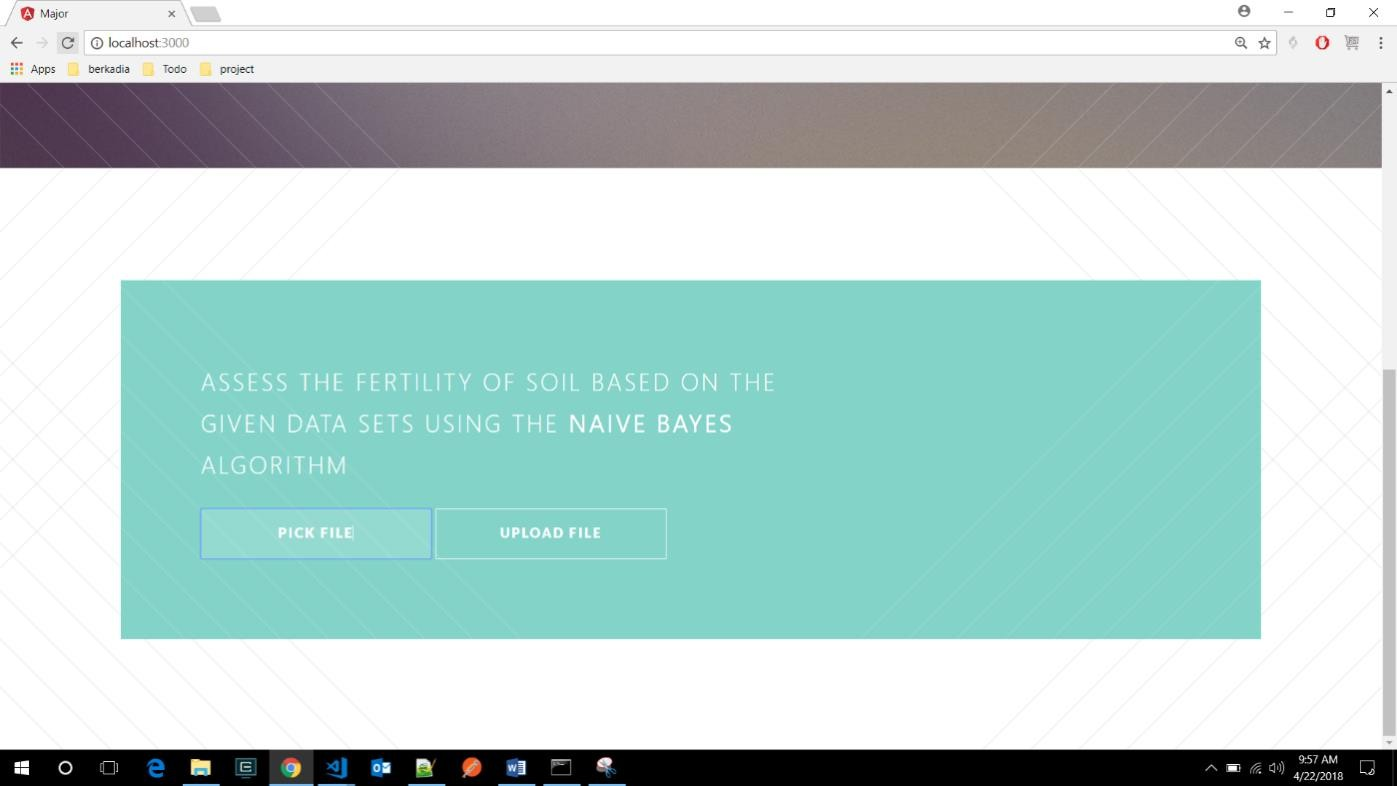 Major
localhost:3000
Apps berkadia Todo project
ASSESS THE FERTILITY OF SOIL BASED ON THE
GIVEN DATA SETS USING THE NAIVE BAYES
ALGORITHM
PICK FILE UPLOAD FILE
9:57 AM
4/22/2018